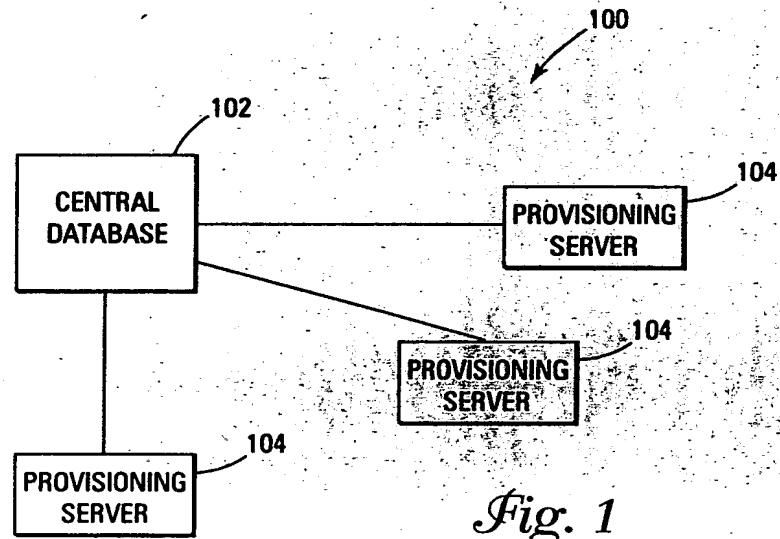 100
102
CENTRAL
DATABASE
104
PROVISIONING
SERVER
104
PROVISIONING
SERVER
104
PROVISIONING
SERVER
Fig. 1